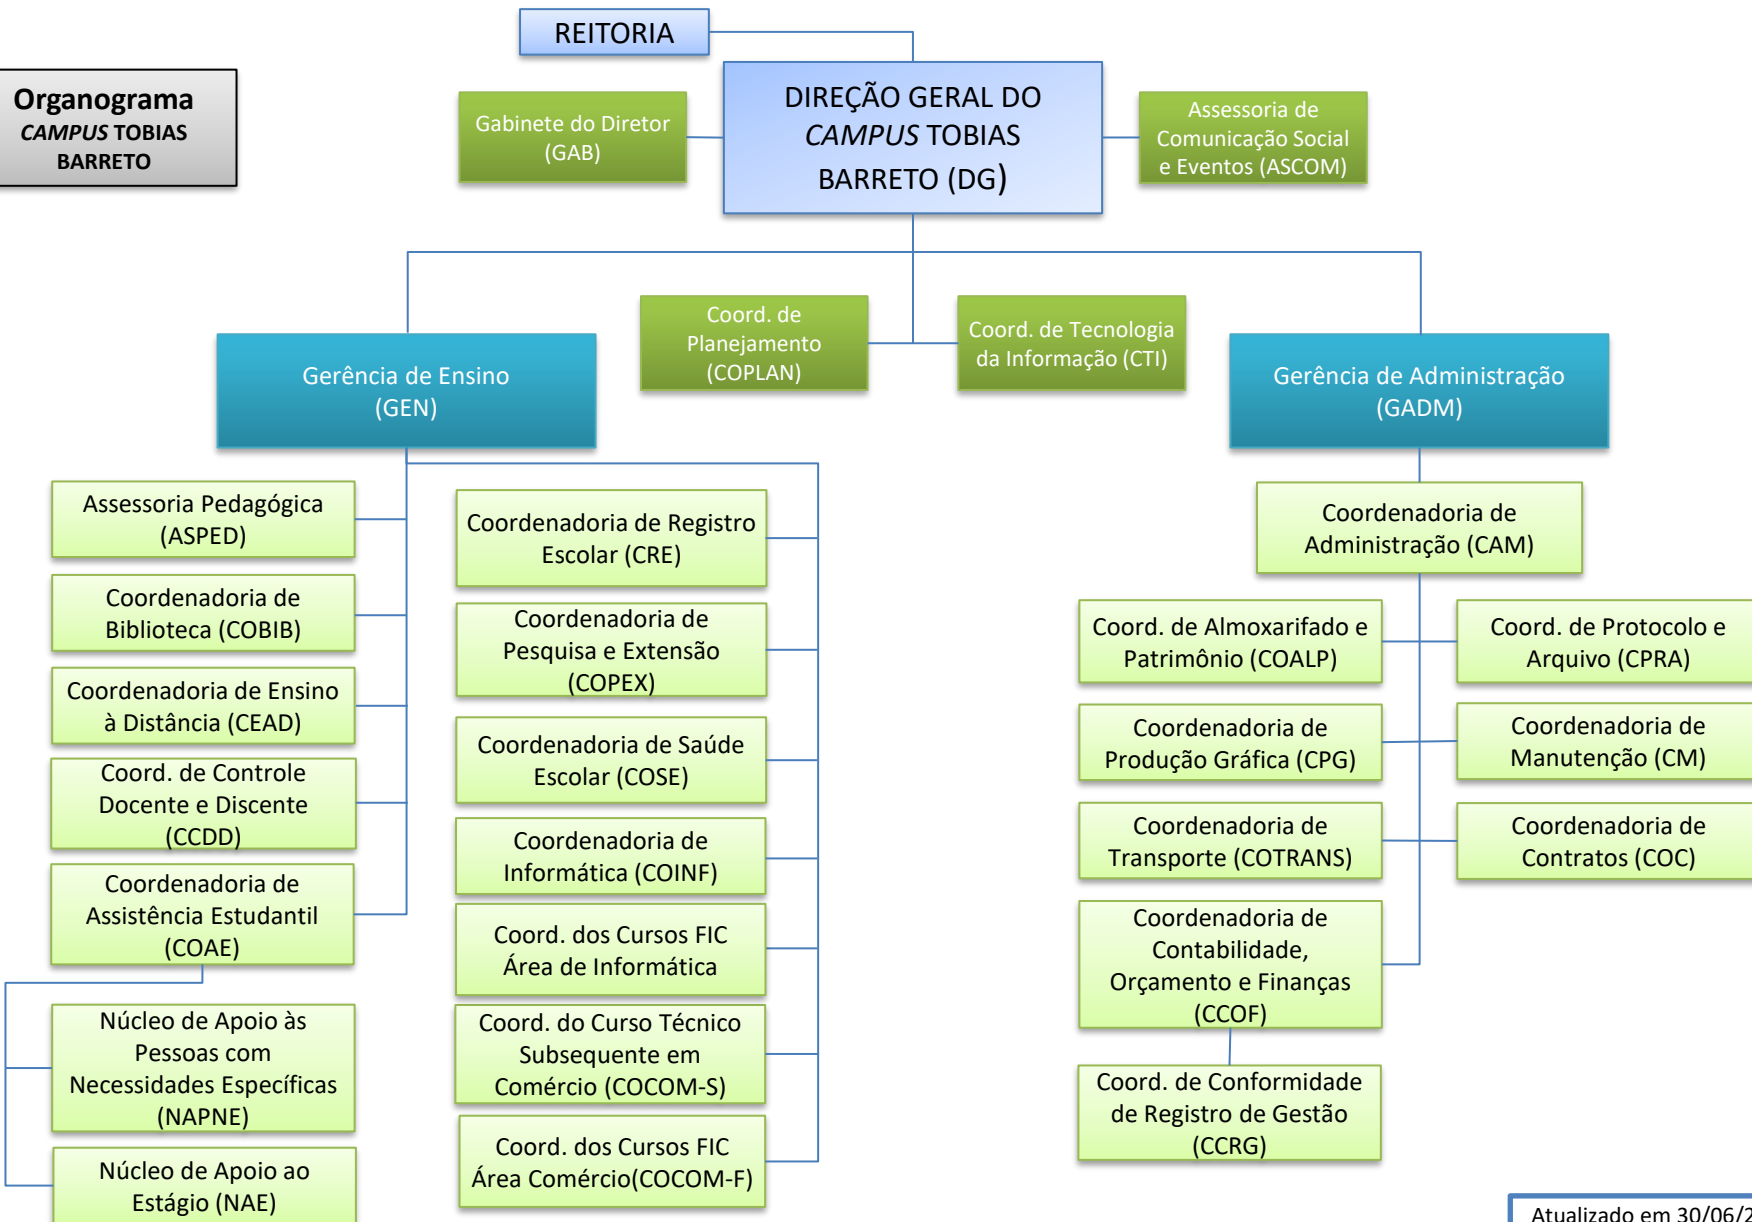 REITORIA
Organograma
CAMPUS TOBIAS
BARRETO
Gabinete do Diretor
(GAB)
DIREÇÃO GERAL DO
CAMPUS TOBIAS
BARRETO (DG)
Assessoria de
Comunicação Social
e Eventos (ASCOM)
Coord. de
Planejamento
(COPLAN)
Coord. de Tecnologia
da Informação (CTI)
Gerência de Ensino
(GEN)
Gerência de Administração
(GADM)
Assessoria Pedagógica
(ASPED)
Coordenadoria de
Biblioteca (COBIB)
Coordenadoria de Ensino
à Distância (CEAD)
Coord. de Controle
Docente e Discente
(CCDD)
Coordenadoria de
Assistência Estudantil
(COAE)
Núcleo de Apoio às
Pessoas com
Necessidades Específicas
(NAPNE)
Núcleo de Apoio ao
Estágio (NAE)
Coordenadoria de Registro
Escolar (CRE)
Coordenadoria de
Pesquisa e Extensão
(COPEX)
Coordenadoria de Saúde
Escolar (COSE)
Coordenadoria de
Informática (COINF)
Coord. dos Cursos FIC
Área de Informática
Coord. do Curso Técnico
Subsequente em
Comércio (COCOM-S)
Coord. dos Cursos FIC
Área Comércio(COCOM-F)
Coordenadoria de
Administração (CAM)
Coord. de Almoxarifado e
Patrimônio (COALP)
Coord. de Protocolo e
Arquivo (CPRA)
Coordenadoria de
Produção Gráfica (CPG)
Coordenadoria de
Manutenção (CM)
Coordenadoria de
Transporte (COTRANS)
Coordenadoria de
Contratos (COC)
Coordenadoria de
Contabilidade,
Orçamento e Finanças
(CCOF)
Coord. de Conformidade
de Registro de Gestão
(CCRG)
Atualizado em 30/06/2